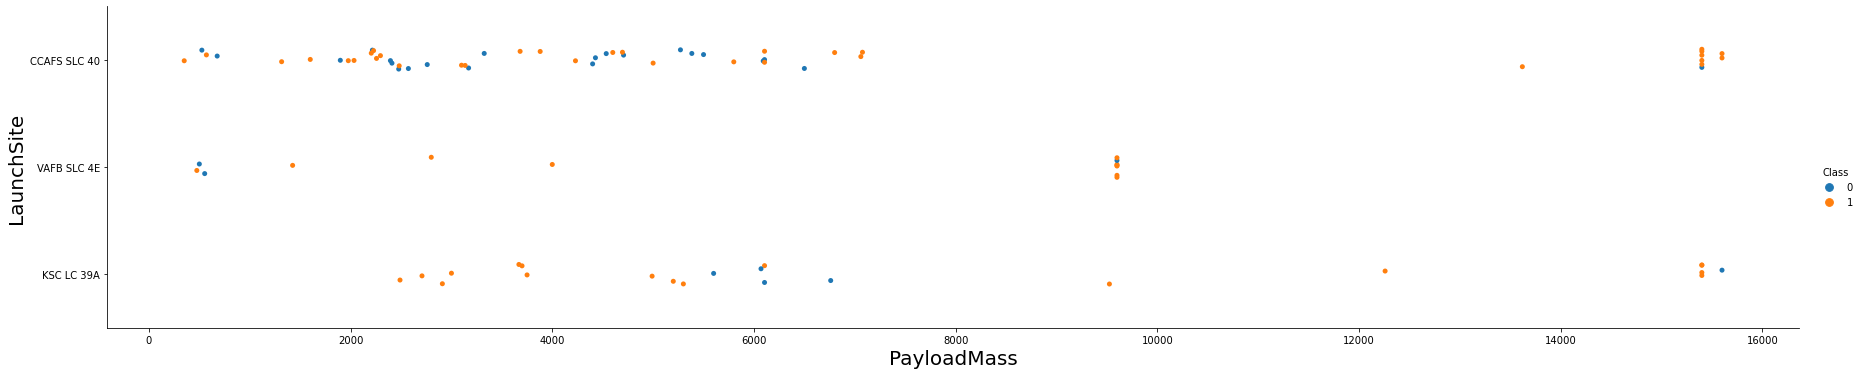 LaunchSite
CCAFS SLC 40
VAFB SLC 4E
KSC LC 39A
0 2000 4000 6000 8000 10000 12000 14000 16000
PayloadMass
Class
0
1